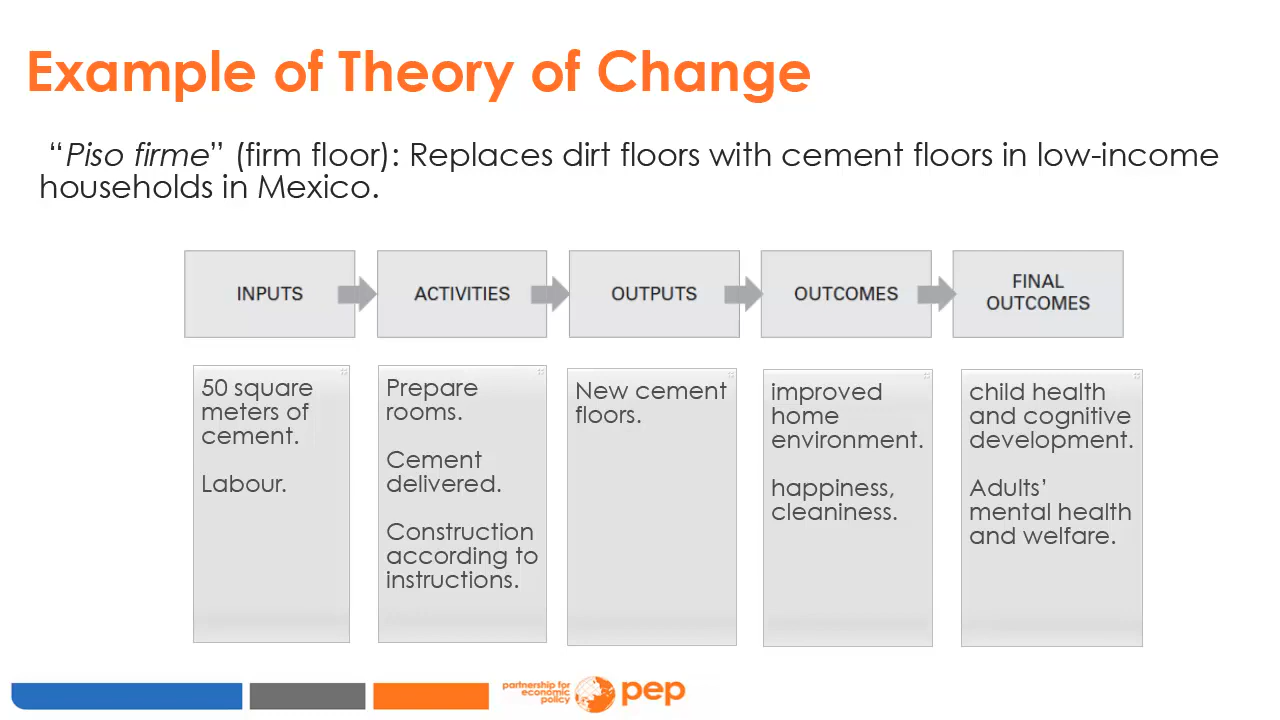 Example of Theory of Change
“Piso firme” (firm floor): Replaces dirt floors with cement floors in low-income
households in Mexico.
INPUTS
ACTIVITIES
OUTPUTS
OUTCOMES
FINAL
OUTCOMES
50 square
meters of
cement.
Labour.
Prepare
rooms.
Cement
delivered.
Construction
according to
instructions.
New cement
floors.
improved
home
environment.
happiness,
cleaniness.
child health
and cognitive
development.
Adults’
mental health
and welfare.
partnership for
economic
policy
pep